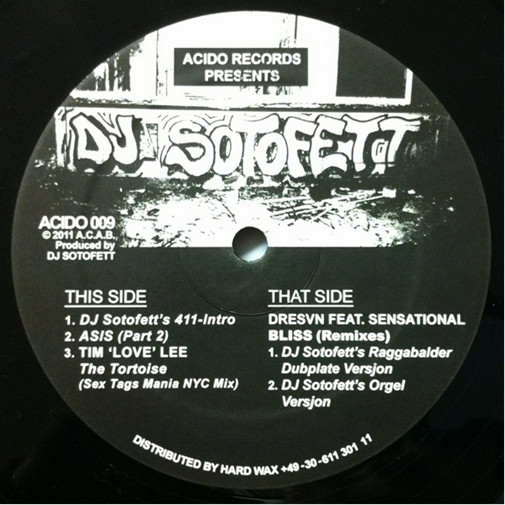 ACIDO RECORDS
PRESENTS
DJ SOTOFETT
ACIDO 009
© 2011 A.C.A.B.
Produced by
DJ SOTOFETT
THIS SIDE
1. DJ Sotofett's 411-Intro
2. ASIS (Part 2)
3. TIM 'LOVE' LEE
The Tortoise
(Sex Tags Mania NYC Mix)
THAT SIDE
DRESVN FEAT. SENSATIONAL
BLISS (Remixes)
1. DJ Sotofett's Raggabalder
Dubplate Versjon
2. DJ Sotofett's Orgel
Versjon
DISTRIBUTED BY HARD WAX +49-30-611 301 11